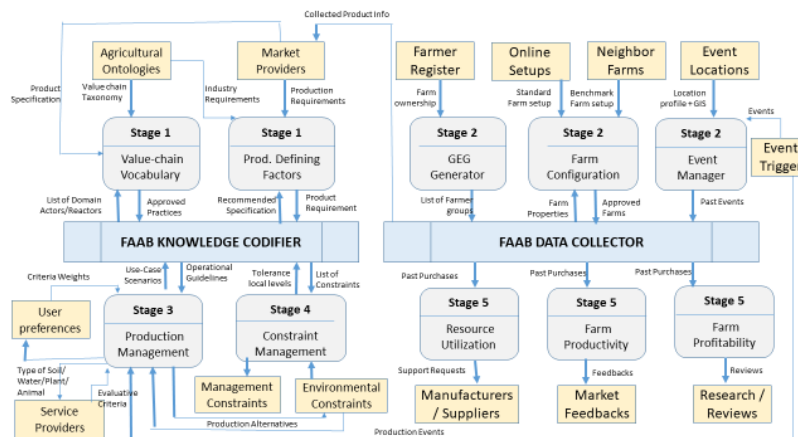 Collected Product Info
Agricultural
Ontologies
Market
Providers
Farmer
Register
Online
Setups
Neighbor
Farms
Event
Locations
Product
Specification
Value chain
Taxonomy
Industry
Requirements
Production
Requirements
Farm
ownership
Standard
Farm setup
Benchmark
Farm setup
Location
profile + GIS
Events
Event
Trigger
Stage 1
Value-chain
Vocabulary
Stage 1
Prod. Defining
Factors
Stage 2
GEG
Generator
Stage 2
Farm
Configuration
Stage 2
Event
Manager
List of Domain
Actors/Reactors
Approved
Practices
Recommended
Specification
Product
Requirement
List of Farmer
groups
Farm
Properties
Approved
Farms
Past Events
FAAB KNOWLEDGE CODIFIER
FAAB DATA COLLECTOR
Criteria Weights
Use-Case
Scenarios
Operational
Guidelines
Tolerance
local levels
List of
Constraints
Past Purchases
Past Purchases
Past Purchases
User
preferences
Stage 3
Production
Management
Stage 4
Constraint
Management
Stage 5
Resource
Utilization
Stage 5
Farm
Productivity
Stage 5
Farm
Profitability
Type of Soil/
Water/Plant/
Animal
Evaluative
Criteria
Support Requests
Feedbacks
Reviews
Service
Providers
Management
Constraints
Environmental
Constraints
Manufacturers
/ Suppliers
Market
Feedbacks
Research /
Reviews
Production Alternatives
Production Events